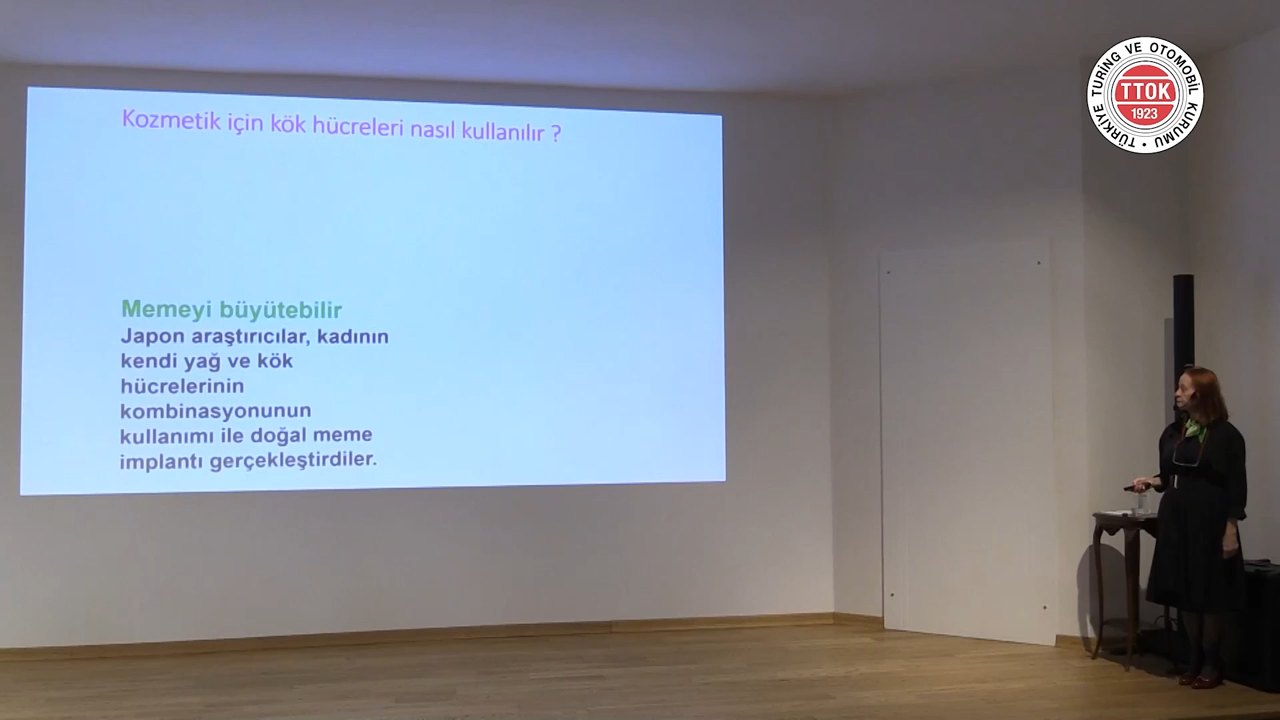 Kozmetik için kök hücreleri nasıl kullanılır ?
Memeyi büyütebilir
Japon araştırıcılar, kadının
kendi yağ ve kök
hücrelerinin
kombinasyonunun
kullanımı ile doğal meme
implantı gerçekleştirdiler.
TÜRKİYE TURİNG VE OTOMOBİL KURUMU •
TTOK
1923